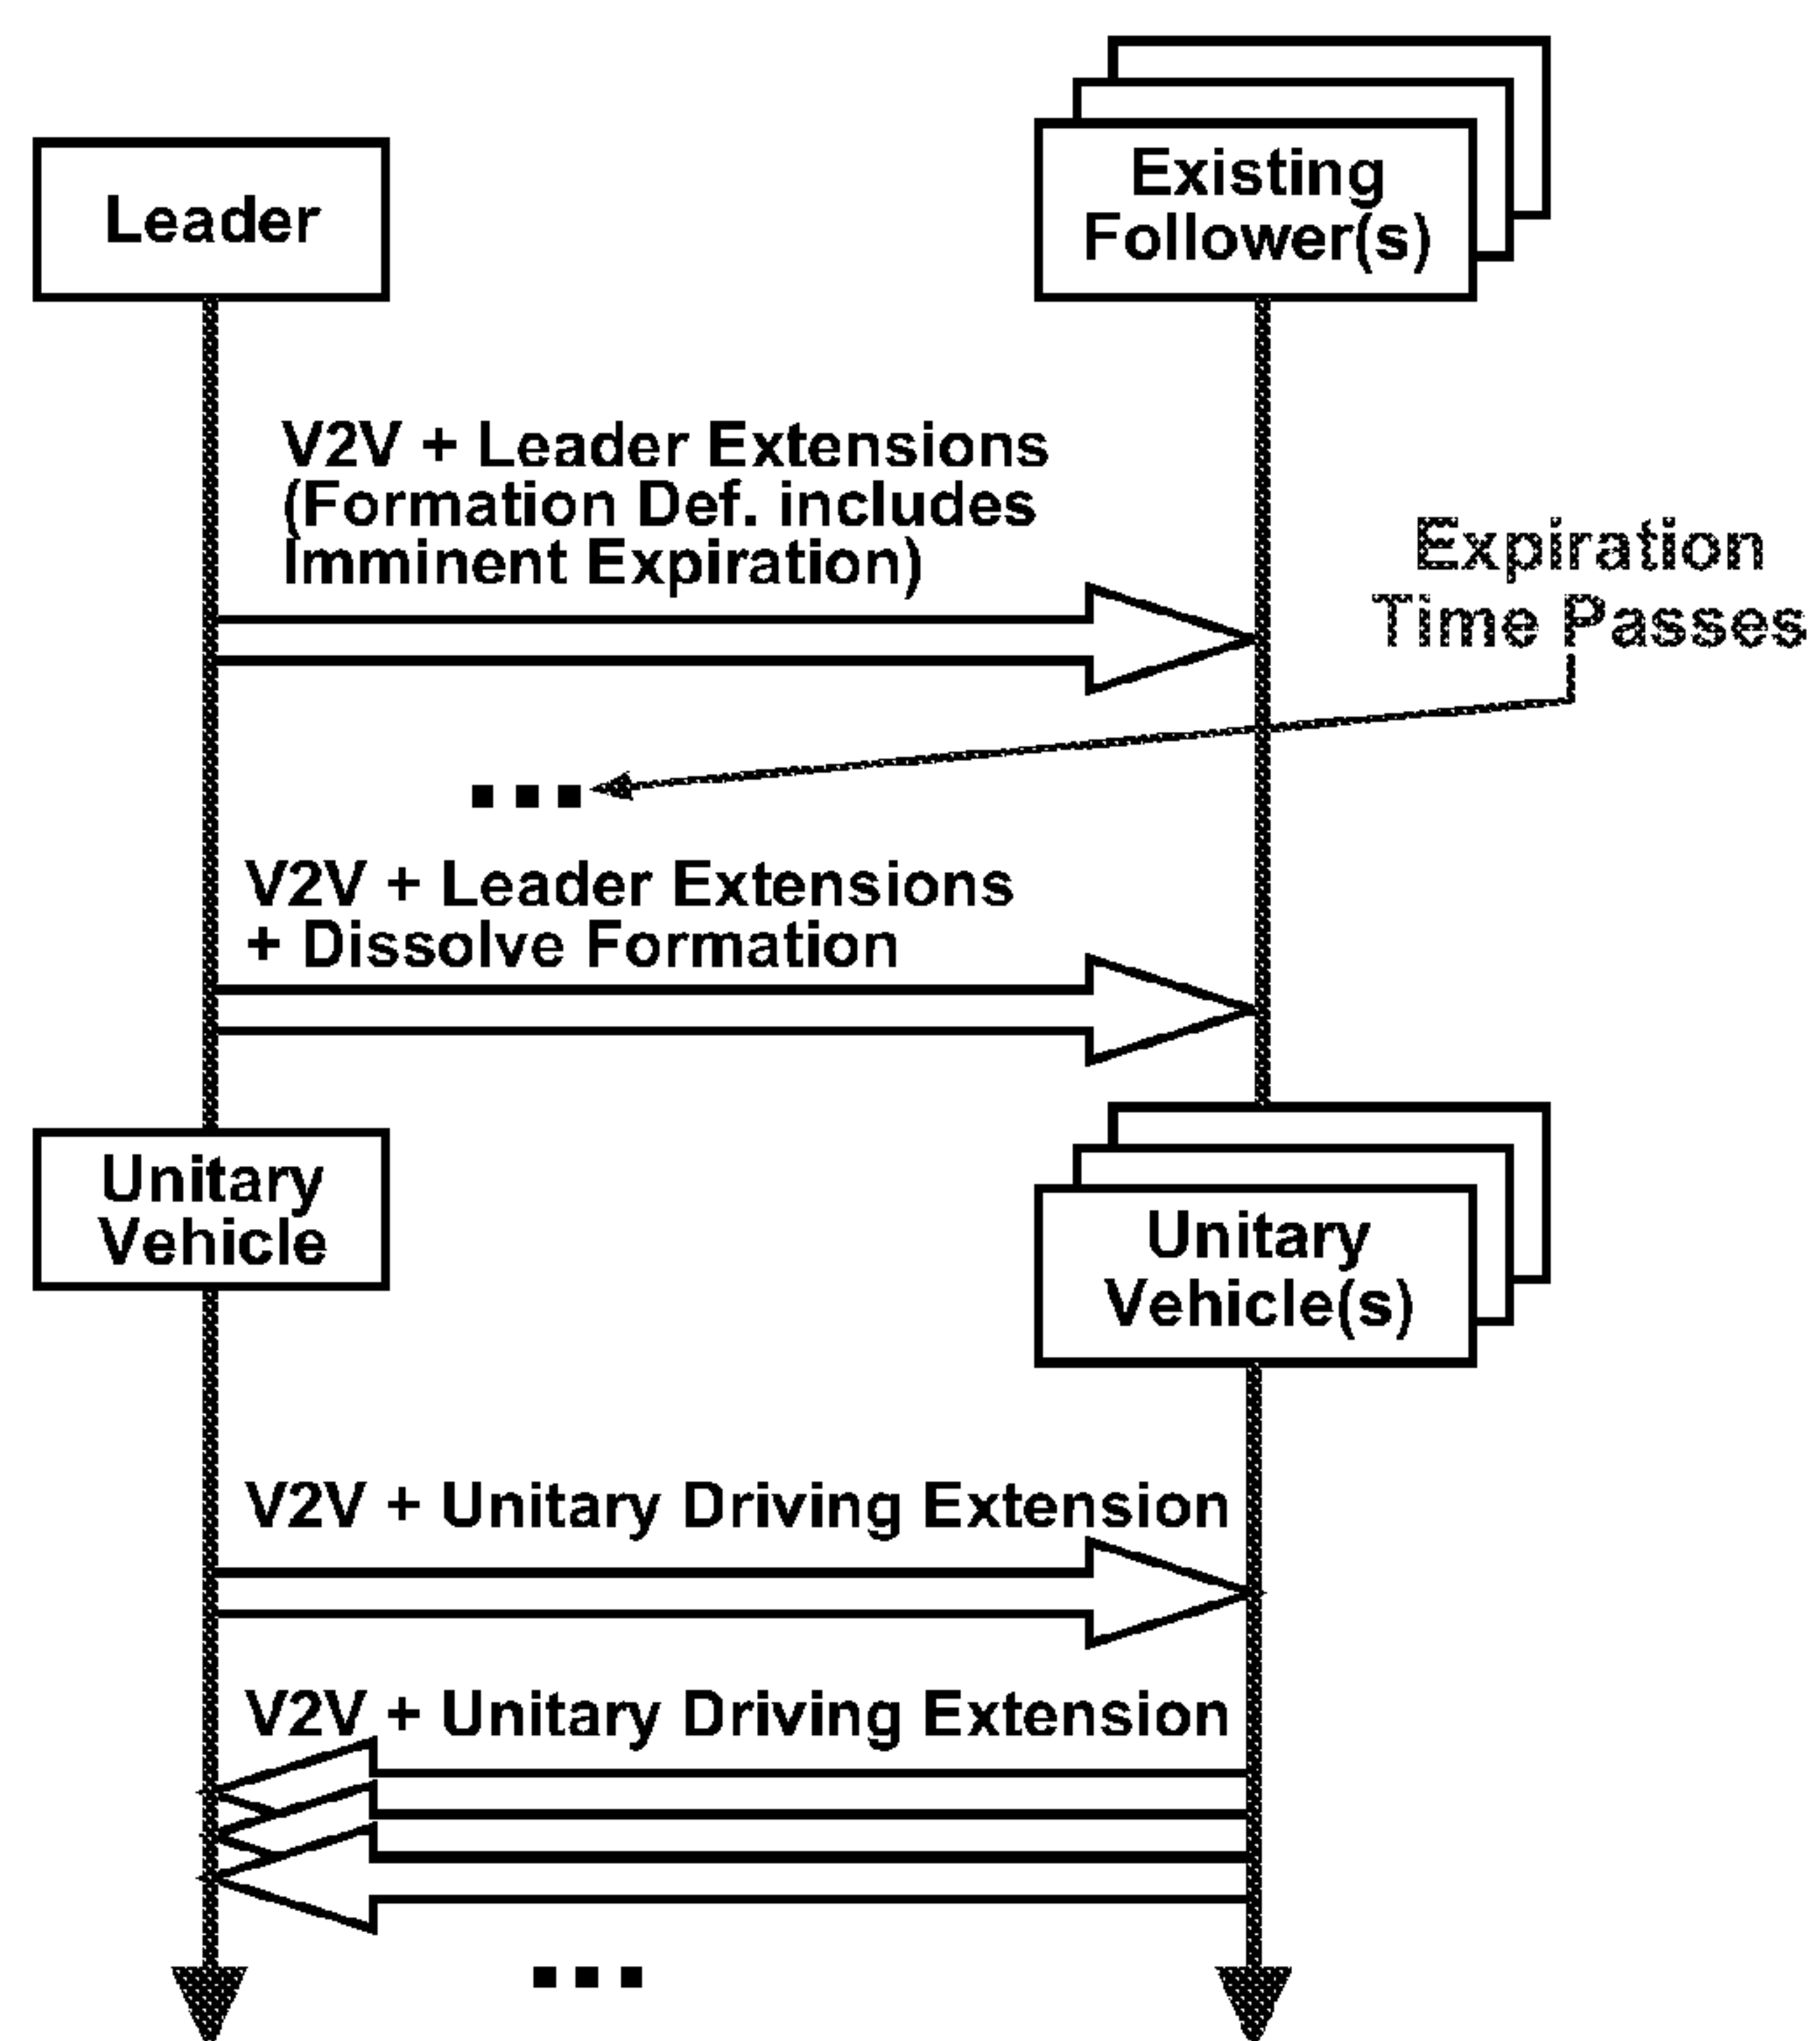 Leader
Existing
Follower(s)
V2V + Leader Extensions
(Formation Def. includes
Imminent Expiration)
Expiration
Time Passes
...
V2V + Leader Extensions
+ Dissolve Formation
Unitary
Vehicle
Unitary
Vehicle(s)
V2V + Unitary Driving Extension
V2V + Unitary Driving Extension
...